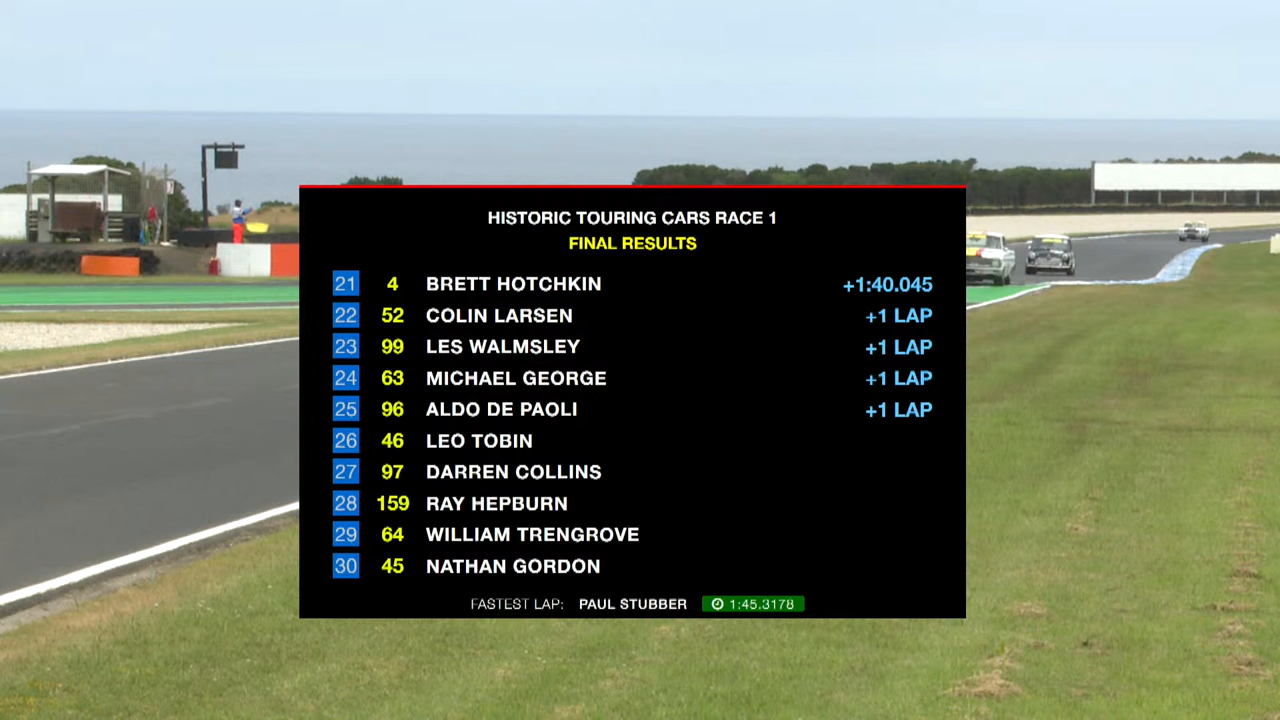 HISTORIC TOURING CARS RACE 1
FINAL RESULTS
21 4 BRETT HOTCHKIN +1:40.045
22 52 COLIN LARSEN +1 LAP
23 99 LES WALMSLEY +1 LAP
24 63 MICHAEL GEORGE +1 LAP
25 96 ALDO DE PAOLI +1 LAP
26 46 LEO TOBIN
27 97 DARREN COLLINS
28 159 RAY HEPBURN
29 64 WILLIAM TRENGROVE
30 45 NATHAN GORDON
FASTEST LAP: PAUL STUBBER 1:45.3178